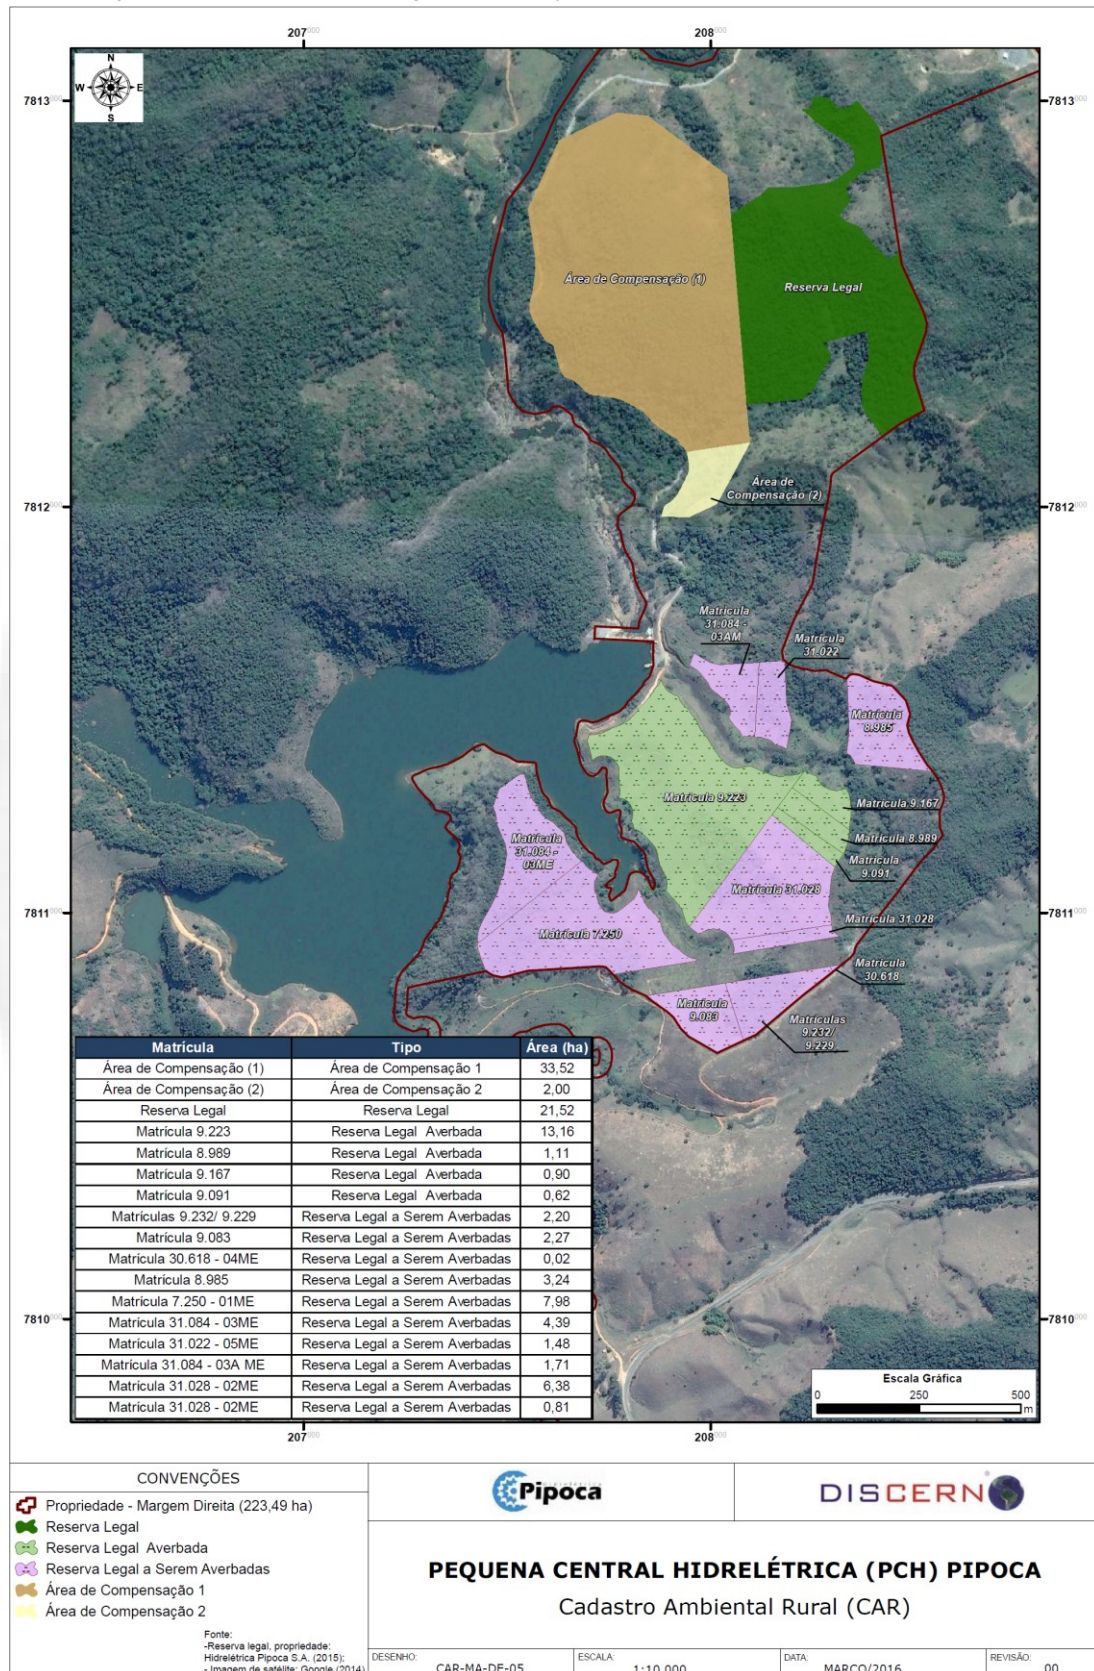 207000
208000
N
W
E
S
7813000
7813000
Área de Compensação (1)
Reserva Legal
Área de
Compensação (2)
7812000
7812000
Matrícula
31.084 -
03AM
Matrícula
31.022
Matrícula
8.985
Matrícula 9.223
Matrícula 9.167
Matrícula 8.989
Matrícula
9.091
Matrícula
31.084 -
03ME
Matrícula 31.028
7811000
7811000
Matrícula 31.028
Matrícula 7.250
Matrícula
30.618
Matrícula
9.083
Matrículas
9.232/
9.229
Matrícula Tipo Área (ha)
Área de Compensação (1) Área de Compensação 1 33,52
Área de Compensação (2) Área de Compensação 2 2,00
Reserva Legal Reserva Legal 21,52
Matrícula 9.223 Reserva Legal Averbada 13,16
Matrícula 8.989 Reserva Legal Averbada 1,11
Matrícula 9.167 Reserva Legal Averbada 0,90
Matrícula 9.091 Reserva Legal Averbada 0,62
Matrículas 9.232/ 9.229 Reserva Legal a Serem Averbadas 2,20
Matrícula 9.083 Reserva Legal a Serem Averbadas 2,27
Matrícula 30.618 - 04ME Reserva Legal a Serem Averbadas 0,02
Matrícula 8.985 Reserva Legal a Serem Averbadas 3,24
Matrícula 7.250 - 01ME Reserva Legal a Serem Averbadas 7,98
Matrícula 31.084 - 03ME Reserva Legal a Serem Averbadas 4,39
Matrícula 31.022 - 05ME Reserva Legal a Serem Averbadas 1,48
Matrícula 31.084 - 03A ME Reserva Legal a Serem Averbadas 1,71
Matrícula 31.028 - 02ME Reserva Legal a Serem Averbadas 6,38
Matrícula 31.028 - 02ME Reserva Legal a Serem Averbadas 0,81
7810000
7810000
Escala Gráfica
0 250 500
m
207000
208000
CONVENÇÕES
Propriedade - Margem Direita (223,49 ha)
Reserva Legal
Reserva Legal Averbada
Reserva Legal a Serem Averbadas
Área de Compensação 1
Área de Compensação 2
Fonte:
-Reserva legal, propriedade:
Hidrelétrica Pipoca S.A. (2015);
- Imagem de satélite: Google (2014)
Pipoca
DISCERN
PEQUENA CENTRAL HIDRELÉTRICA (PCH) PIPOCA
Cadastro Ambiental Rural (CAR)
DESENHO: CAR-MA-DE-05
ESCALA: 1:10.000
DATA: MARÇO/2016
REVISÃO: 00